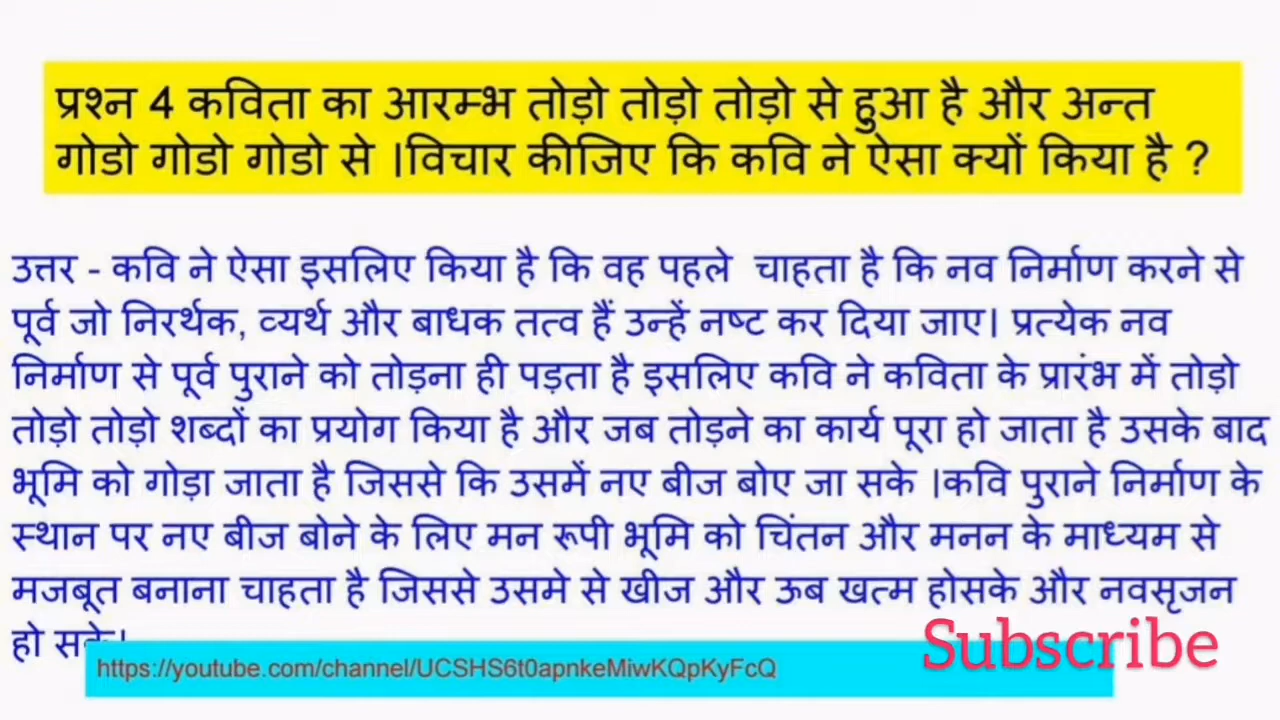 प्रश्न 4 कविता का आरम्भ तोड़ो तोड़ो तोड़ो से हुआ है और अन्त
गोडो गोडो गोडो से ।विचार कीजिए कि कवि ने ऐसा क्यों किया है ?
उत्तर - कवि ने ऐसा इसलिए किया है कि वह पहले चाहता है कि नव निर्माण करने से
पूर्व जो निरर्थक, व्यर्थ और बाधक तत्व हैं उन्हें नष्ट कर दिया जाए। प्रत्येक नव
निर्माण से पूर्व पुराने को तोड़ना ही पड़ता है इसलिए कवि ने कविता के प्रारंभ में तोड़ो
तोड़ो तोड़ो शब्दों का प्रयोग किया है और जब तोड़ने का कार्य पूरा हो जाता है उसके बाद
भूमि को गोड़ा जाता है जिससे कि उसमें नए बीज बोए जा सके ।कवि पुराने निर्माण के
स्थान पर नए बीज बोने के लिए मन रूपी भूमि को चिंतन और मनन के माध्यम से
मजबूत बनाना चाहता है जिससे उसमे से खीज और ऊब खत्म होसके और नवसृजन
हो सके।
Subscribe
https://youtube.com/channel/UCSHS6t0apnkeMiwKQpKyFcQ